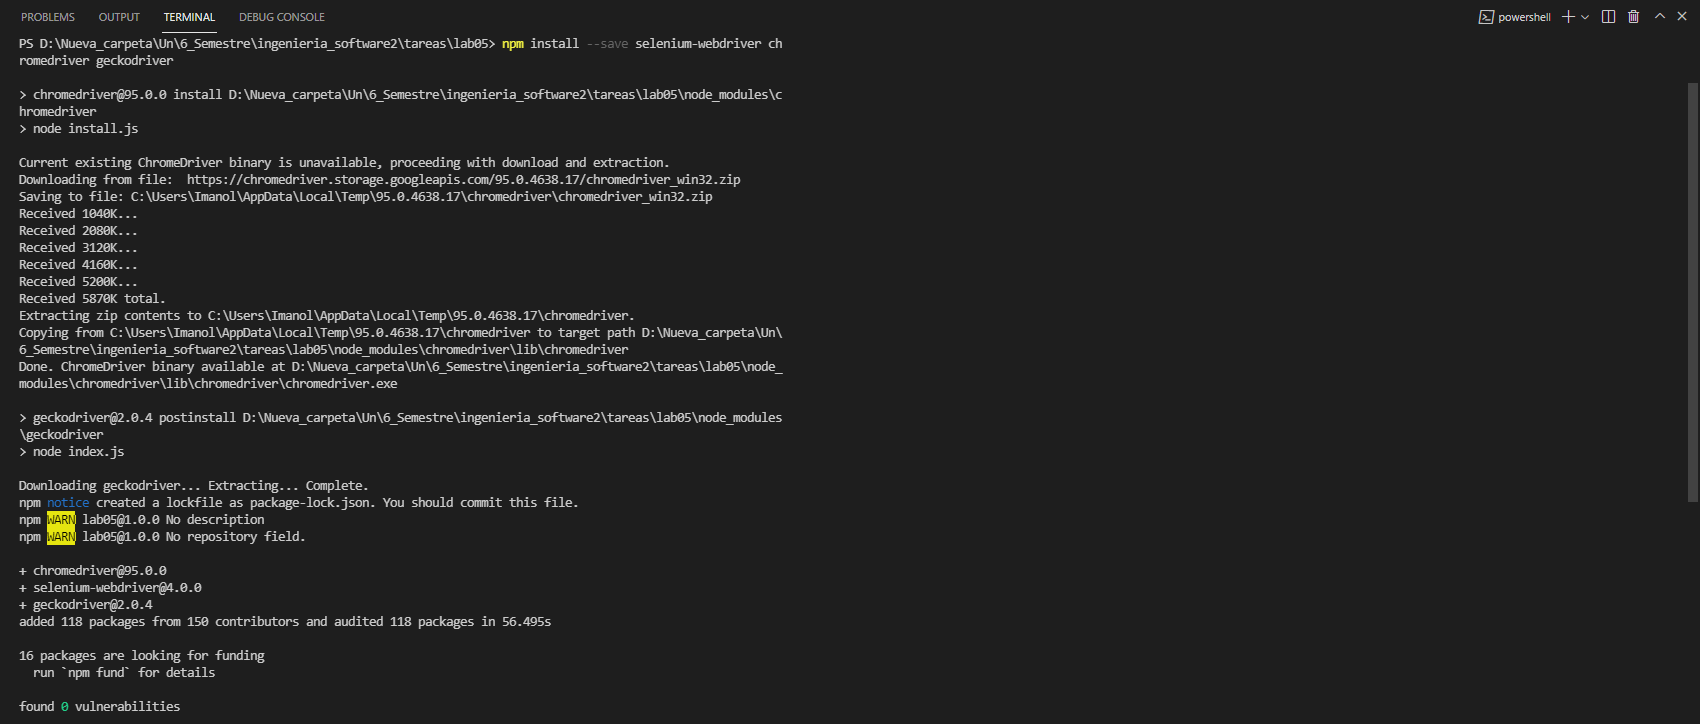 PROBLEMS OUTPUT TERMINAL DEBUG CONSOLE powershell
PS D:\Nueva_carpeta\Un\6_Semestre\ingenieria_software2\tareas\lab05> npm install --save selenium-webdriver ch
romedriver geckodriver
> chromedriver@95.0.0 install D:\Nueva_carpeta\Un\6_Semestre\ingenieria_software2\tareas\lab05\node_modules\c
hromedriver
> node install.js
Current existing ChromeDriver binary is unavailable, proceeding with download and extraction.
Downloading from file:  https://chromedriver.storage.googleapis.com/95.0.4638.17/chromedriver_win32.zip
Saving to file: C:\Users\Imanol\AppData\Local\Temp\95.0.4638.17\chromedriver\chromedriver_win32.zip
Received 1040K...
Received 2080K...
Received 3120K...
Received 4160K...
Received 5200K...
Received 5870K total.
Extracting zip contents to C:\Users\Imanol\AppData\Local\Temp\95.0.4638.17\chromedriver.
Copying from C:\Users\Imanol\AppData\Local\Temp\95.0.4638.17\chromedriver to target path D:\Nueva_carpeta\Un\
6_Semestre\ingenieria_software2\tareas\lab05\node_modules\chromedriver\lib\chromedriver
Done. ChromeDriver binary available at D:\Nueva_carpeta\Un\6_Semestre\ingenieria_software2\tareas\lab05\node_
modules\chromedriver\lib\chromedriver\chromedriver.exe
> geckodriver@2.0.4 postinstall D:\Nueva_carpeta\Un\6_Semestre\ingenieria_software2\tareas\lab05\node_modules
\geckodriver
> node index.js
Downloading geckodriver... Extracting... Complete.
npm notice created a lockfile as package-lock.json. You should commit this file.
npm WARN lab05@1.0.0 No description
npm WARN lab05@1.0.0 No repository field.
+ chromedriver@95.0.0
+ selenium-webdriver@4.0.0
+ geckodriver@2.0.4
added 118 packages from 150 contributors and audited 118 packages in 56.495s
16 packages are looking for funding
  run `npm fund` for details
found 0 vulnerabilities